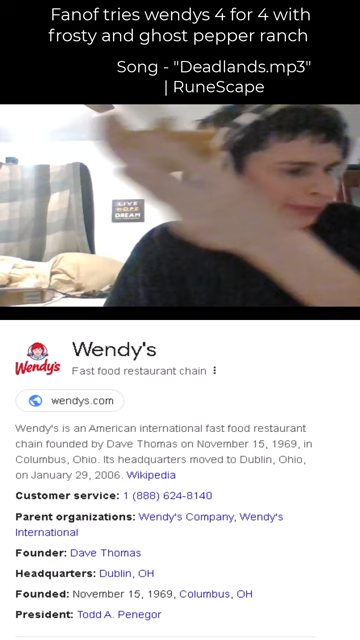 Fanof tries wendys 4 for 4 with
frosty and ghost pepper ranch
Song - "Deadlands.mp3"
| RuneScape
LIVE
HOPE
DREAM
Wendy's
Wendy's
Fast food restaurant chain
wendys.com
Wendy's is an American international fast food restaurant
chain founded by Dave Thomas on November 15, 1969, in
Columbus, Ohio. Its headquarters moved to Dublin, Ohio,
on January 29, 2006. Wikipedia
Customer service: 1 (888) 624-8140
Parent organizations: Wendy's Company, Wendy's
International
Founder: Dave Thomas
Headquarters: Dublin, OH
Founded: November 15, 1969, Columbus, OH
President: Todd A. Penegor